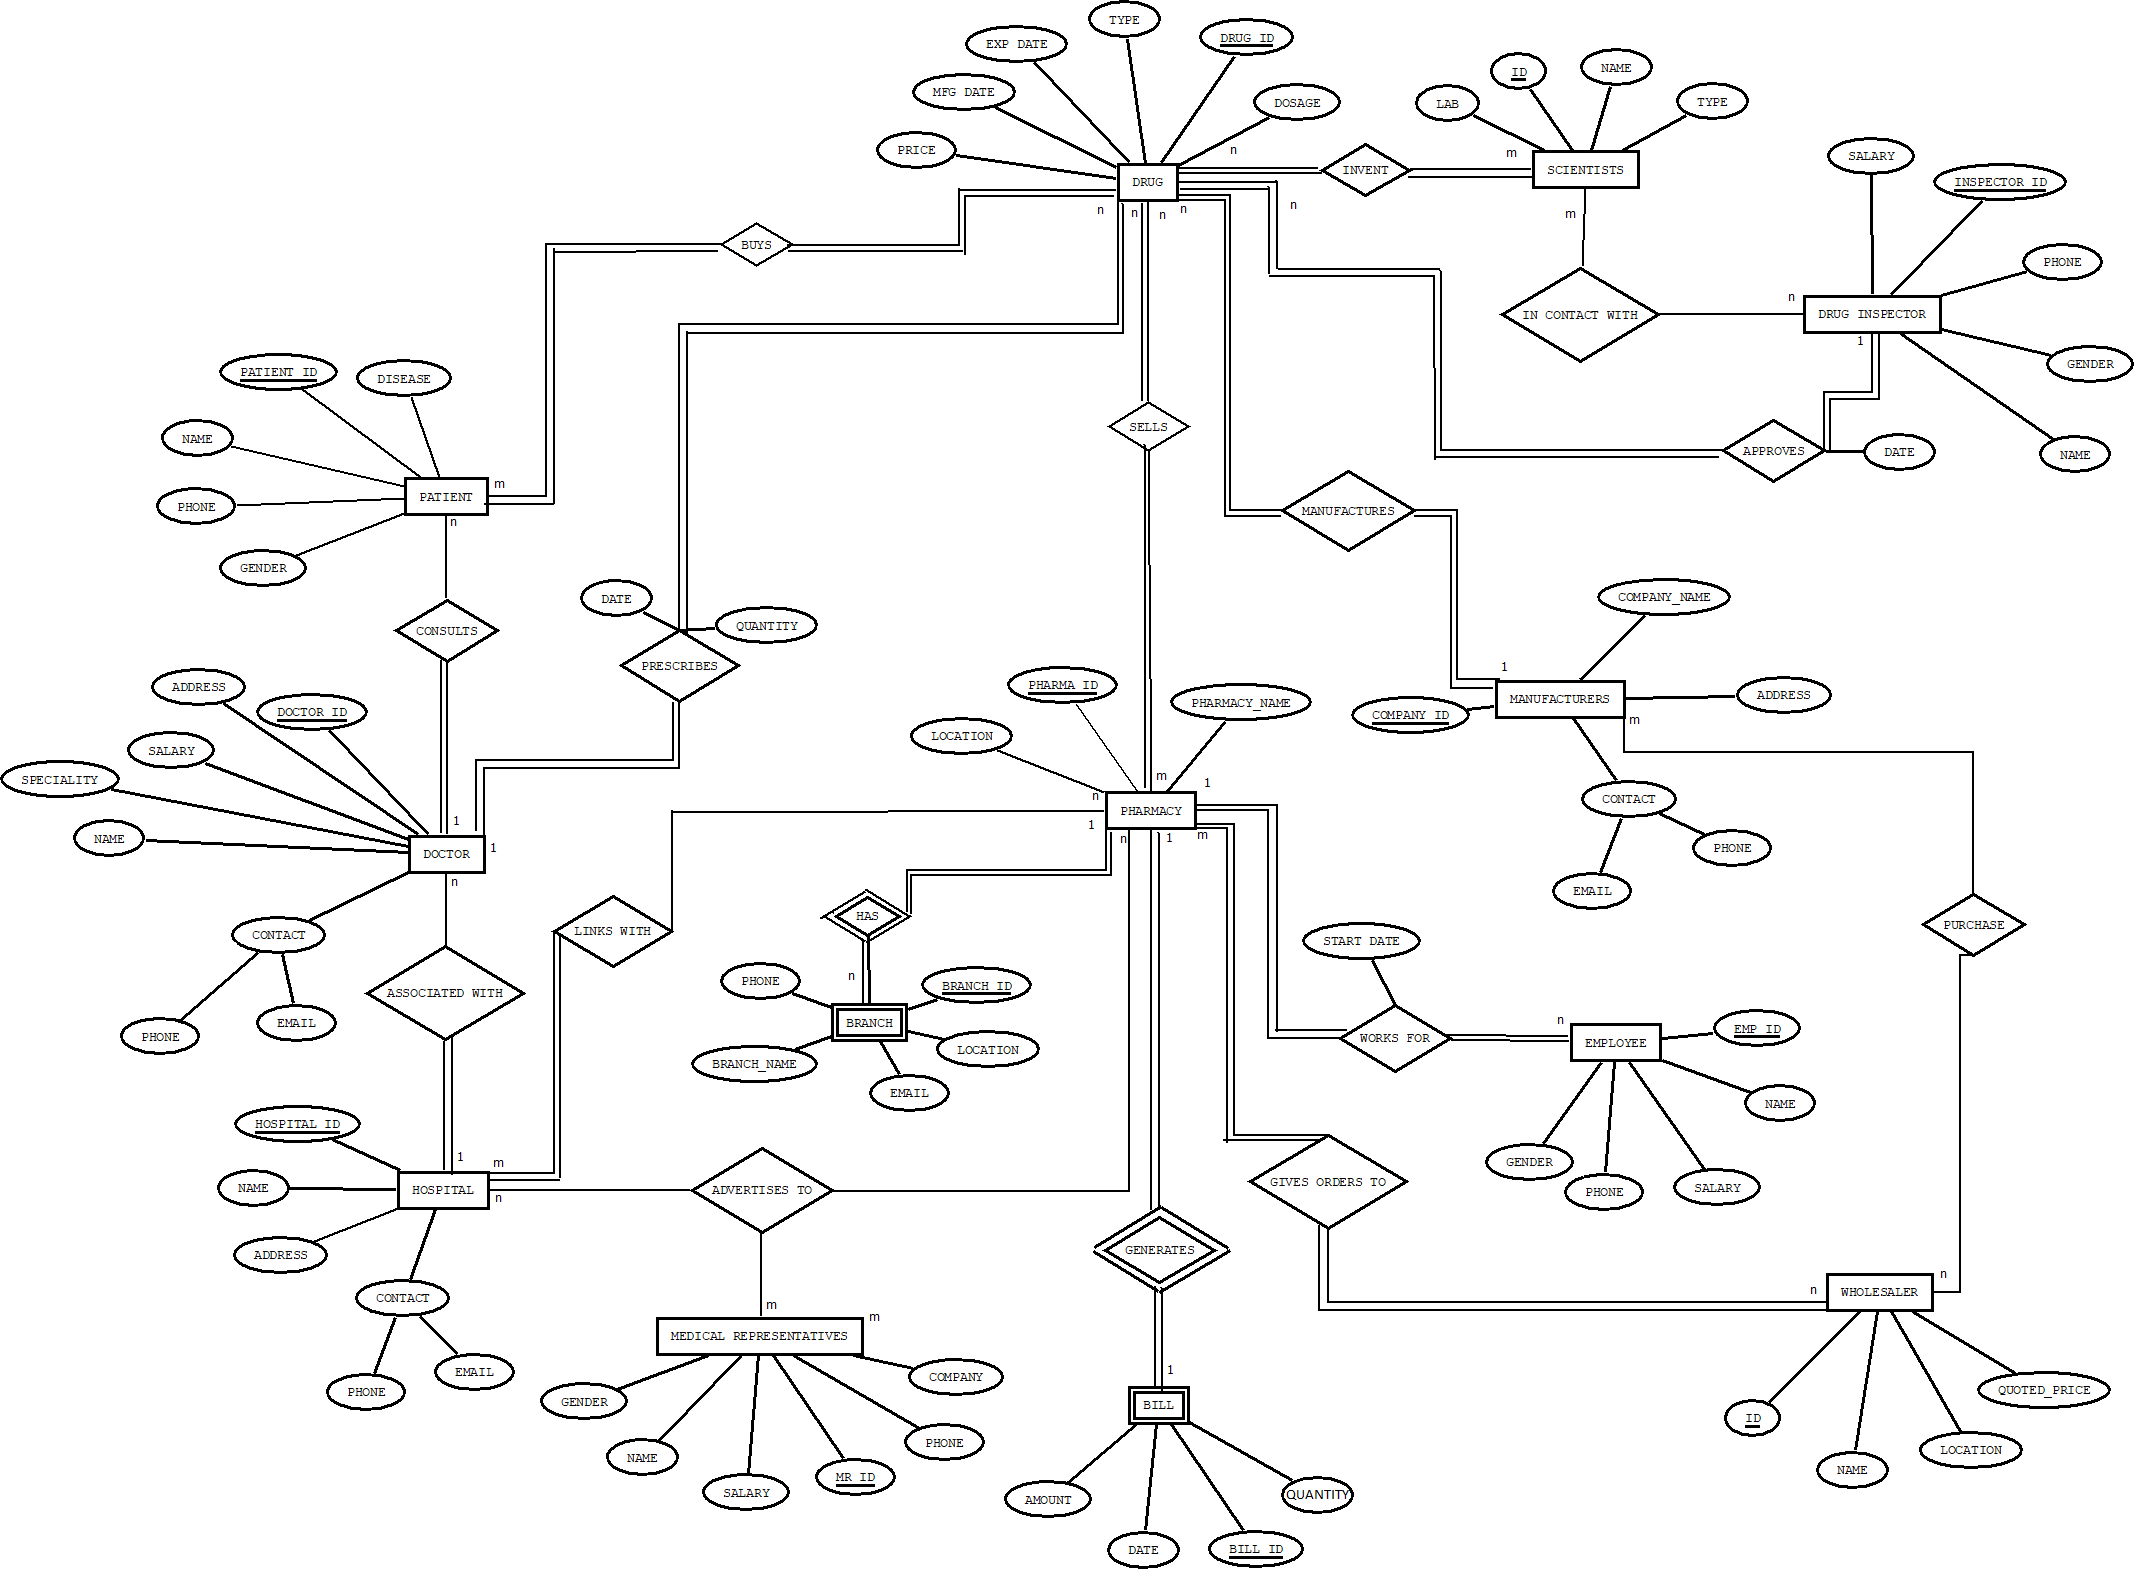 TYPE
DRUG ID
EXP DATE
ID
NAME
MFG DATE
DOSAGE
LAB
TYPE
PRICE
n
m
SALARY
INVENT
SCIENTISTS
DRUG
INSPECTOR ID
n
n
n
n
n
m
BUYS
PHONE
n
IN CONTACT WITH
DRUG INSPECTOR
1
GENDER
PATIENT ID
DISEASE
SELLS
NAME
APPROVES
DATE
NAME
m
PATIENT
PHONE
n
MANUFACTURES
GENDER
DATE
COMPANY_NAME
QUANTITY
CONSULTS
PRESCRIBES
1
ADDRESS
PHARMA ID
ADDRESS
DOCTOR ID
PHARMACY_NAME
MANUFACTURERS
COMPANY ID
m
LOCATION
SALARY
SPECIALITY
m
1
n
CONTACT
PHARMACY
1
1
n
1
m
NAME
1
PHONE
DOCTOR
n
EMAIL
HAS
LINKS WITH
PURCHASE
CONTACT
START DATE
n
PHONE
BRANCH ID
ASSOCIATED WITH
n
BRANCH
EMAIL
EMP ID
PHONE
WORKS FOR
EMPLOYEE
LOCATION
BRANCH_NAME
EMAIL
NAME
HOSPITAL ID
1
m
GENDER
NAME
HOSPITAL
n
ADVERTISES TO
GIVES ORDERS TO
PHONE
SALARY
ADDRESS
GENERATES
n
n
WHOLESALER
CONTACT
m
m
MEDICAL REPRESENTATIVES
EMAIL
1
COMPANY
PHONE
QUOTED_PRICE
GENDER
BILL
ID
PHONE
LOCATION
NAME
MR ID
NAME
SALARY
AMOUNT
QUANTITY
DATE
BILL ID